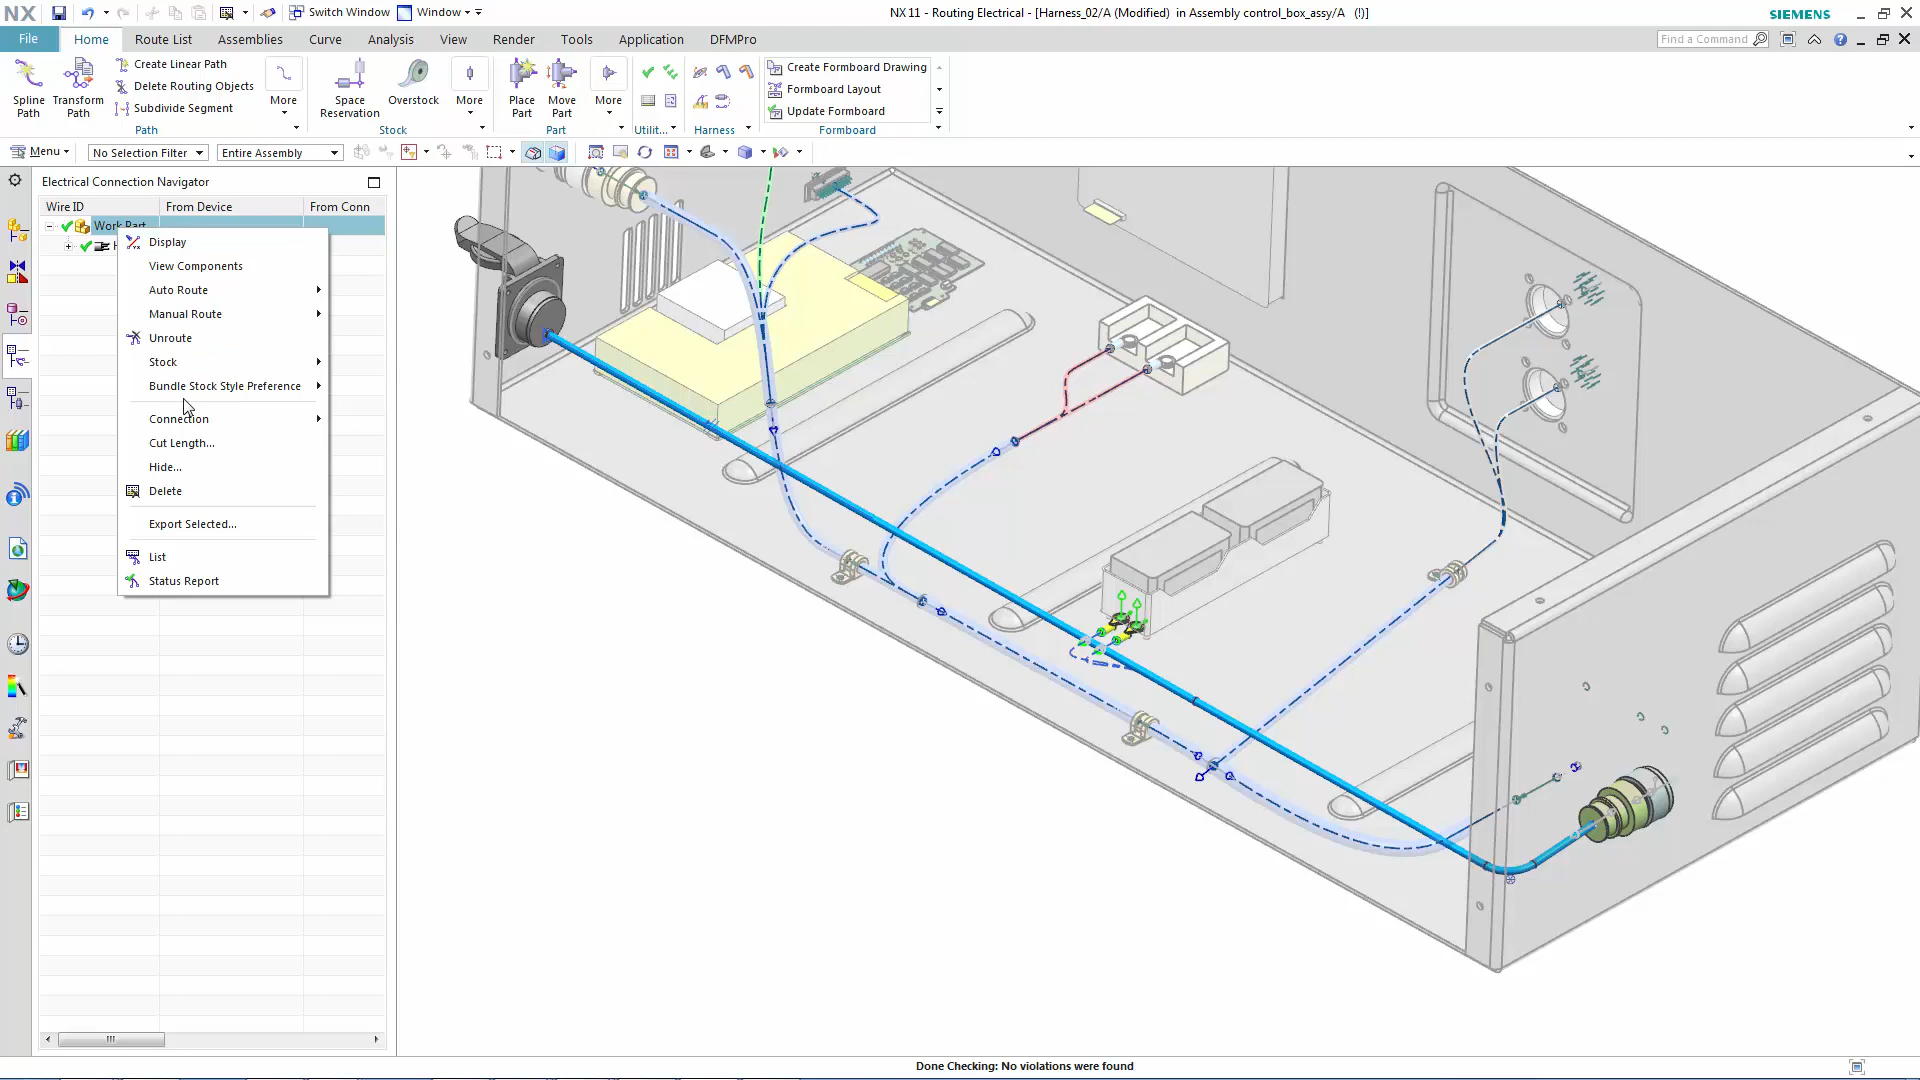 NX
Switch Window
Window
NX 11 - Routing Electrical - [Harness_02/A (Modified) in Assembly control_box_assy/A (!)]
SIEMENS
File
Home
Route List
Assemblies
Curve
Analysis
View
Render
Tools
Application
DFMPro
Find a Command
Spline Path
Transform Path
Create Linear Path
Delete Routing Objects
Subdivide Segment
More
Path
Space Reservation
Overstock
More
Stock
Place Part
Move Part
More
Part
Utilit...
Harness
Create Formboard Drawing
Formboard Layout
Update Formboard
Formboard
Menu
No Selection Filter
Entire Assembly
Electrical Connection Navigator
Wire ID
From Device
From Conn
Work Part
Display
View Components
Auto Route
Manual Route
Unroute
Stock
Bundle Stock Style Preference
Connection
Cut Length...
Hide...
Delete
Export Selected...
List
Status Report
Done Checking: No violations were found